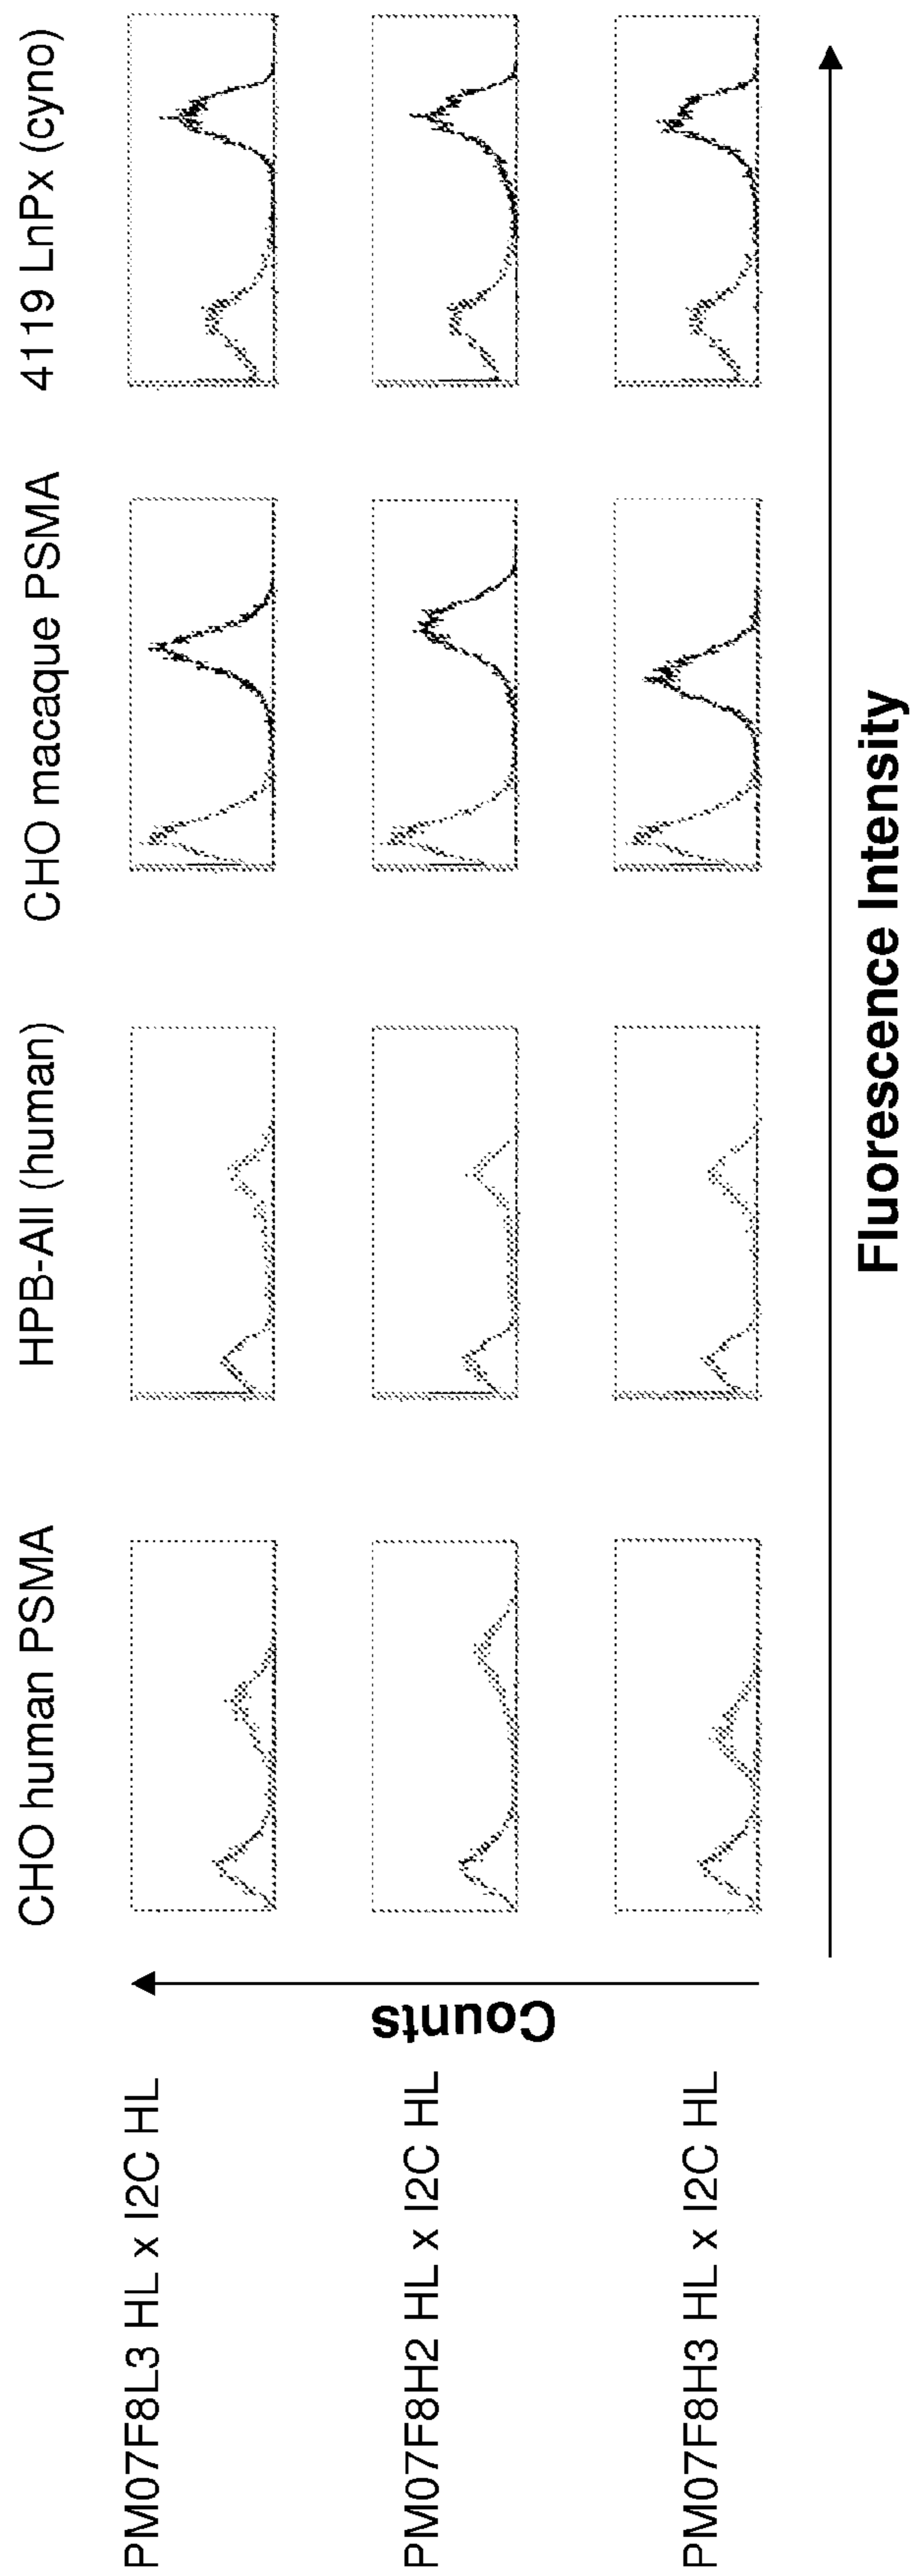 CHO human PSMA
HPB-All (human)
CHO macaque PSMA
4119 LnPx (cyno)
PM07F8L3 HL x I2C HL
PM07F8H2 HL x I2C HL
PM07F8H3 HL x I2C HL
Counts
Fluorescence Intensity